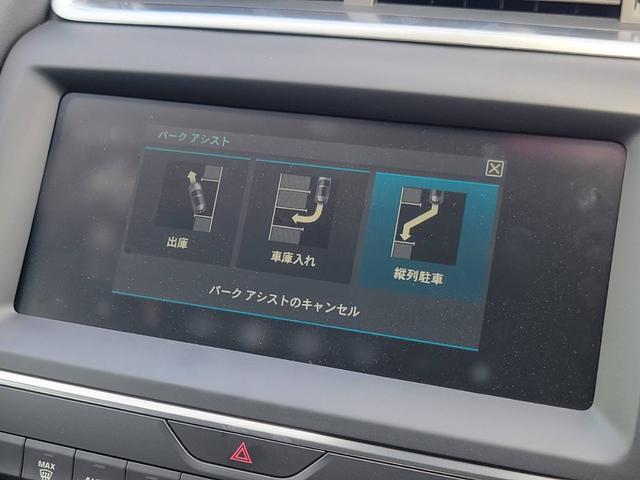 パーク アシスト
出庫
車庫入れ
縦列駐車
パーク アシストのキャンセル
MAX